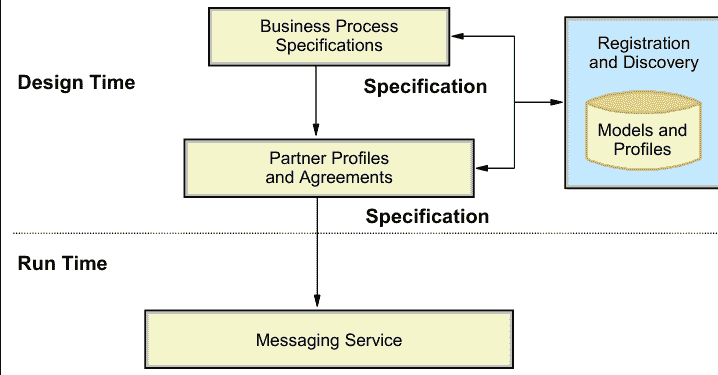 Business Process
Specifications
Registration
and Discovery
Design Time
Specification
Models and
Profiles
Partner Profiles
and Agreements
Specification
Run Time
Messaging Service